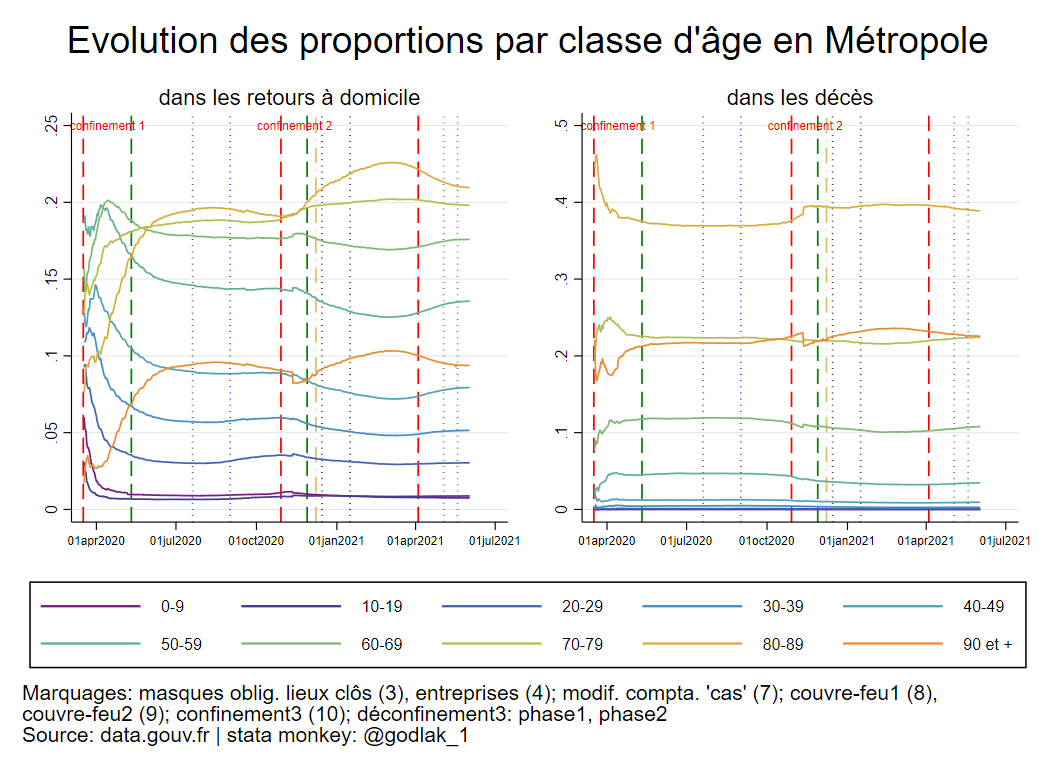 Evolution des proportions par classe d'âge en Métropole
dans les retours à domicile
dans les décès
confinement 1
confinement 2
confinement 1
confinement 2
.25
.2
.15
.1
.05
0
01apr2020 01jul2020 01oct2020 01jan2021 01apr2021 01jul2021
.5
.4
.3
.2
.1
0
01apr2020 01jul2020 01oct2020 01jan2021 01apr2021 01jul2021
0-9 10-19 20-29 30-39 40-49
50-59 60-69 70-79 80-89 90 et +
Marquages: masques oblig. lieux clôs (3), entreprises (4); modif. compta. 'cas' (7); couvre-feu1 (8),
couvre-feu2 (9); confinement3 (10); déconfinement3: phase1, phase2
Source: data.gouv.fr | stata monkey: @godlak_1